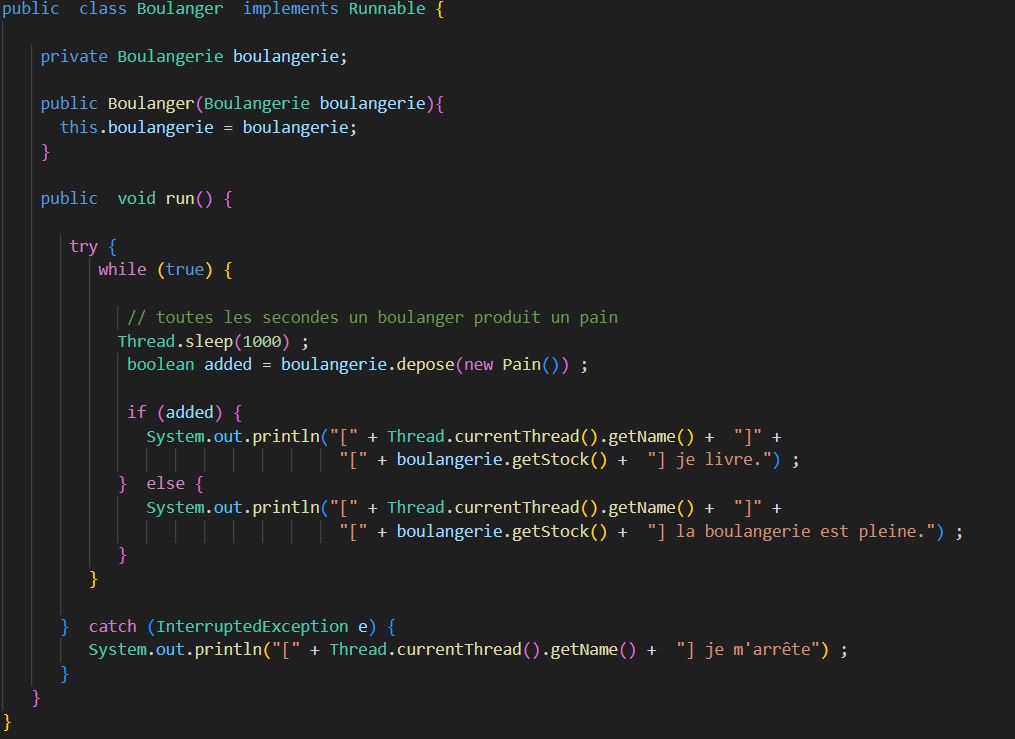 public  class Boulanger  implements Runnable {
private Boulangerie boulangerie;
public Boulanger(Boulangerie boulangerie){
this.boulangerie = boulangerie;
}
public  void run() {
try {
while (true) {
// toutes les secondes un boulanger produit un pain
Thread.sleep(1000) ;
boolean added = boulangerie.depose(new Pain()) ;
if (added) {
System.out.println("[" + Thread.currentThread().getName() +  "]" +
"[" + boulangerie.getStock() +  "] je livre.") ;
}  else {
System.out.println("[" + Thread.currentThread().getName() +  "]" +
"[" + boulangerie.getStock() +  "] la boulangerie est pleine.") ;
}
}
}  catch (InterruptedException e) {
System.out.println("[" + Thread.currentThread().getName() +  "] je m'arrête") ;
}
}
}